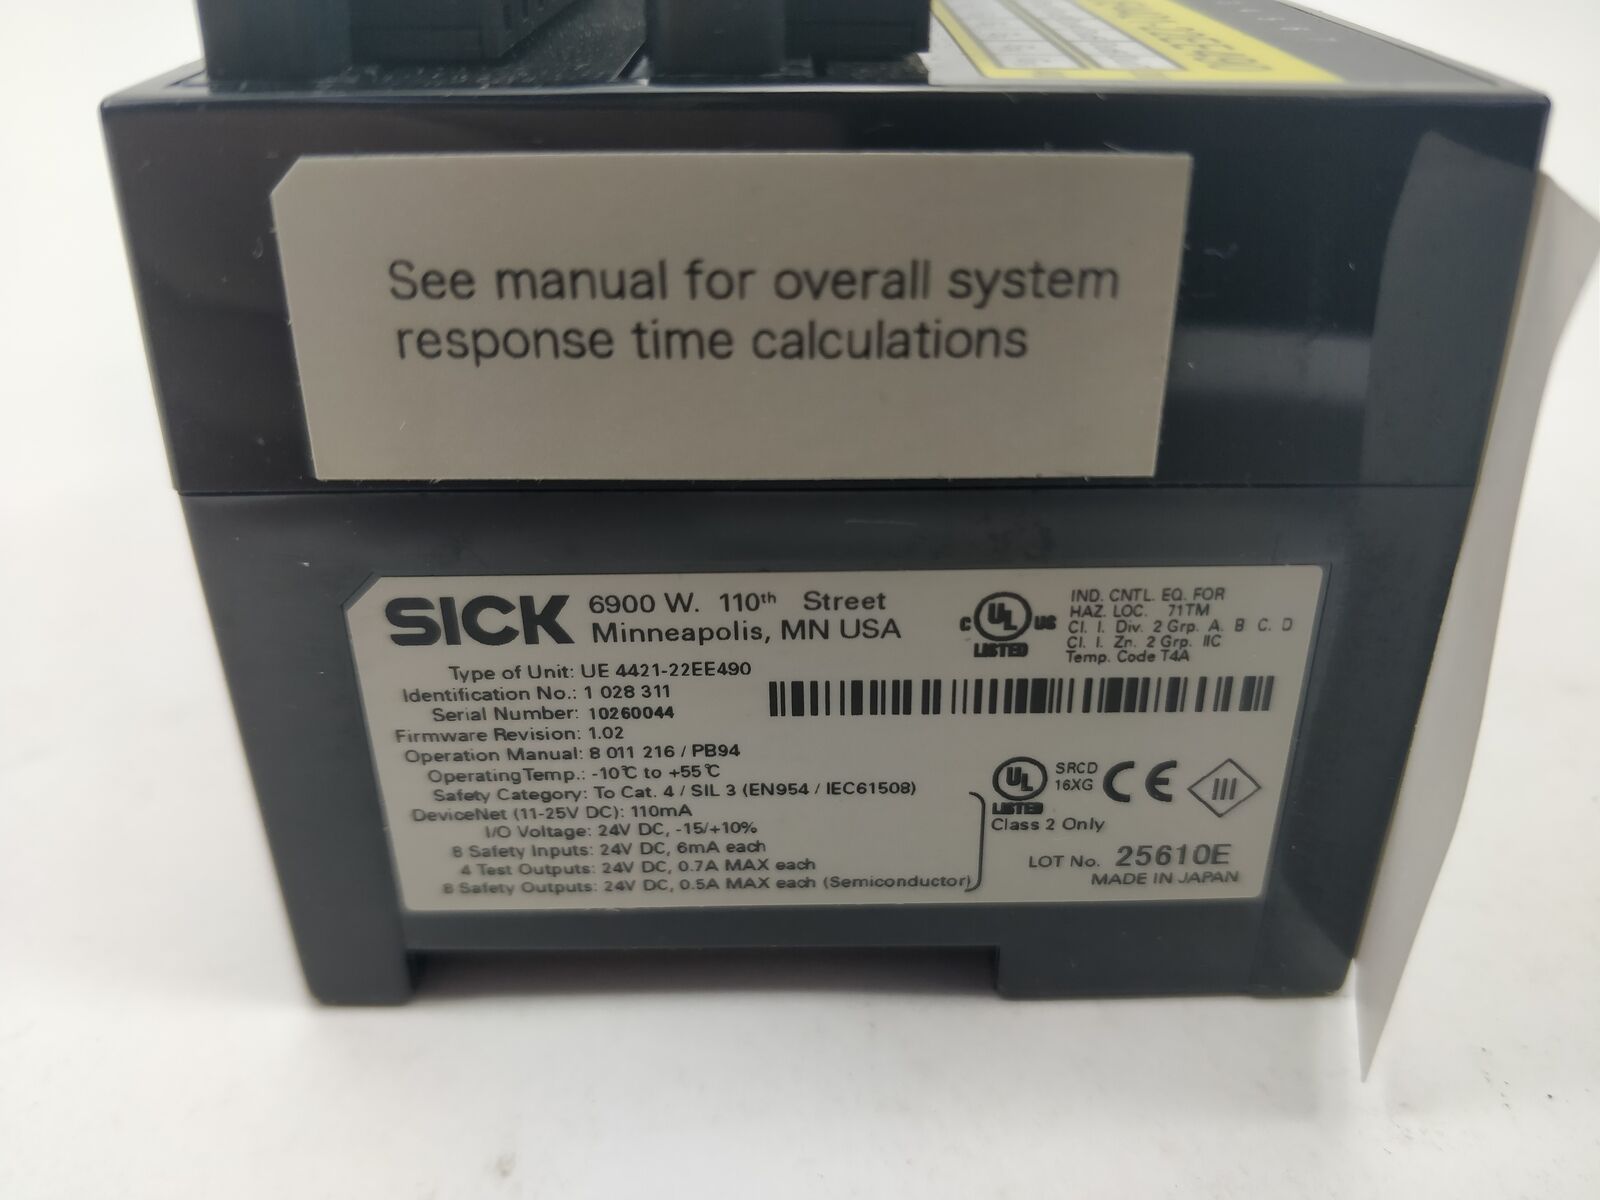 See manual for overall system
response time calculations
SICK
6900 W. 110th Street
Minneapolis, MN USA
C UL US
LISTED
IND. CNTL. EQ. FOR
HAZ. LOC. 71TM
Cl. I. Div. 2 Grp. A. B C. D
Cl. I. Zn. 2 Grp. IIC
Temp. Code T4A
Type of Unit: UE 4421-22EE490
Identification No.: 1 028 311
Serial Number: 10260044
Firmware Revision: 1.02
Operation Manual: 8 011 216 / PB94
Operating Temp.: -10℃ to +55℃
Safety Category: To Cat. 4 / SIL 3 (EN954 / IEC61508)
DeviceNet (11-25V DC): 110mA
I/O Voltage: 24V DC, -15/+10%
8 Safety Inputs: 24V DC, 6mA each
4 Test Outputs: 24V DC, 0.7A MAX each
8 Safety Outputs: 24V DC, 0.5A MAX each (Semiconductor)
UL
LISTED
SRCD
16XG
CE
III
Class 2 Only
LOT No. 25610E
MADE IN JAPAN